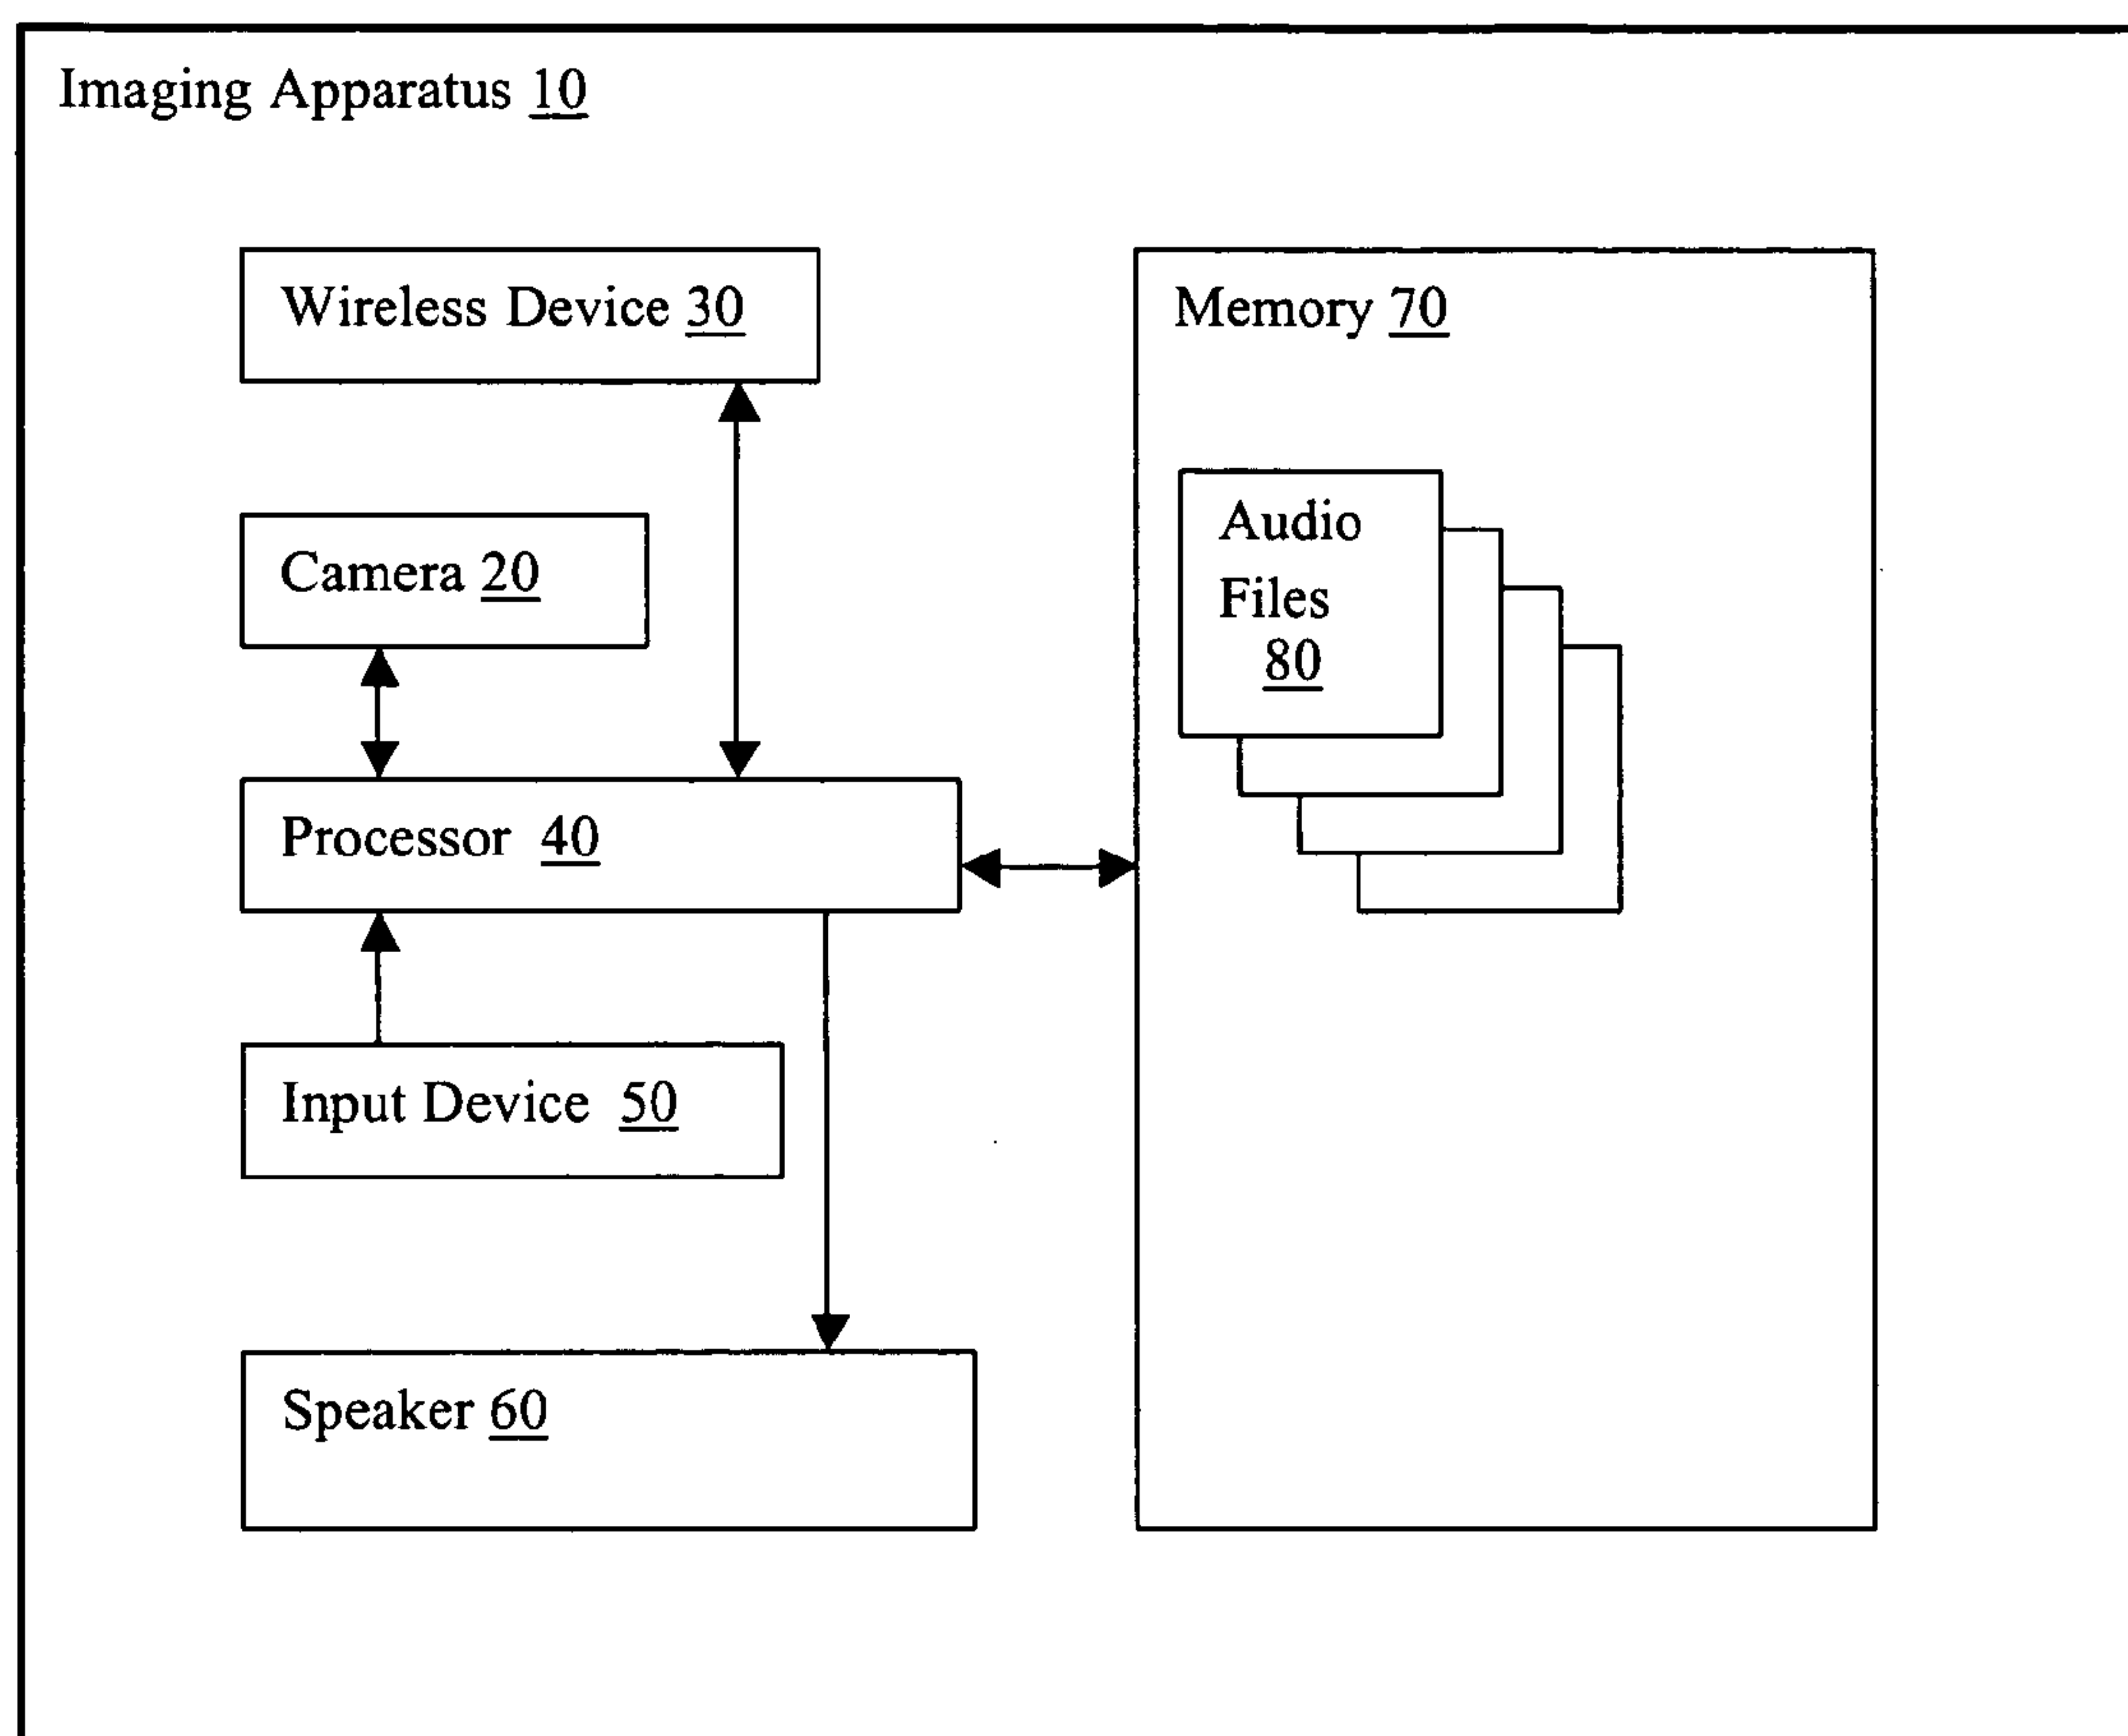 Imaging Apparatus 10
Wireless Device 30
Camera 20
Processor 40
Input Device 50
Speaker 60
Memory 70
Audio
Files
80